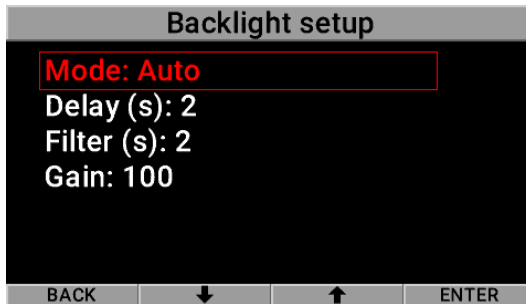 Backlight setup
Mode: Auto
Delay (s): 2
Filter (s): 2
Gain: 100
BACK ENTER